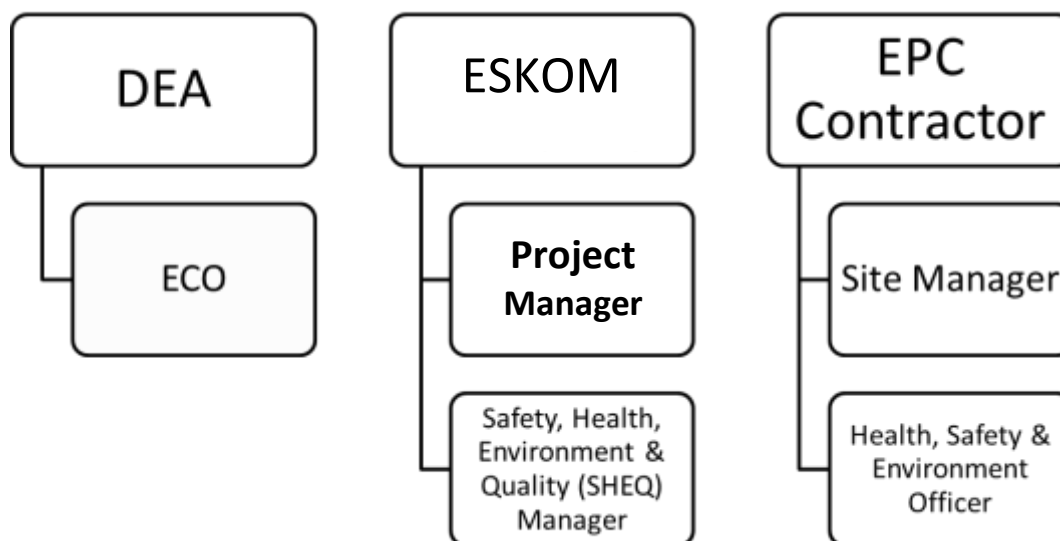 DEA
ECO
ESKOM
Project
Manager
Safety, Health,
Environment &
Quality (SHEQ)
Manager
EPC
Contractor
Site Manager
Health, Safety &
Environment
Officer